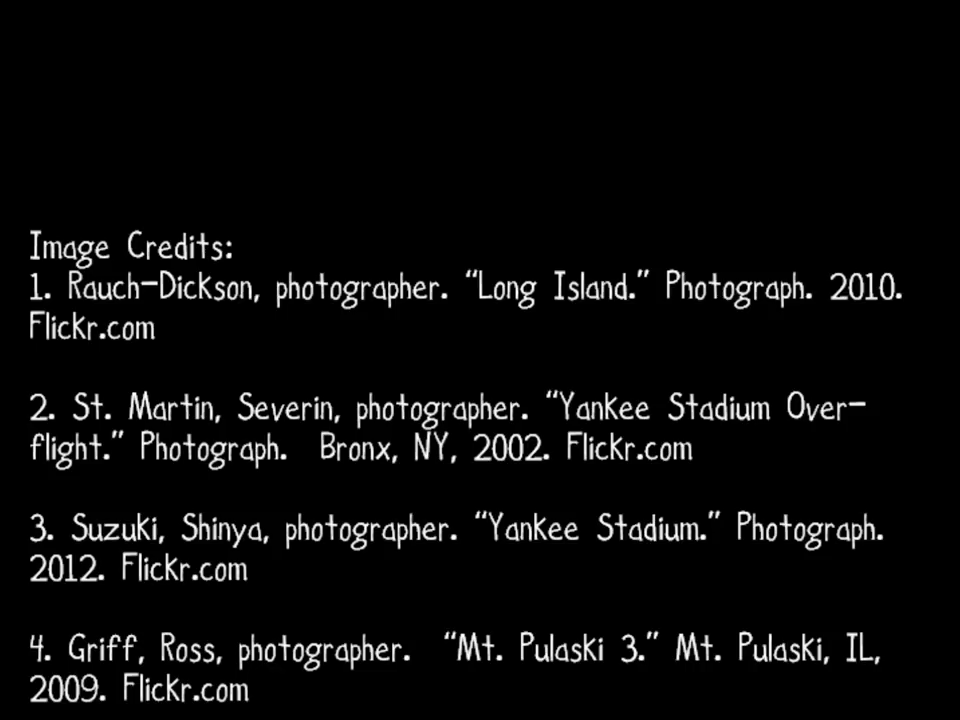 Image Credits:
1. Rauch-Dickson, photographer. “Long Island.” Photograph. 2010.
Flickr.com
2. St. Martin, Severin, photographer. “Yankee Stadium Over-
flight.” Photograph. Bronx, NY, 2002. Flickr.com
3. Suzuki, Shinya, photographer. “Yankee Stadium.” Photograph.
2012. Flickr.com
4. Griff, Ross, photographer. “Mt. Pulaski 3.” Mt. Pulaski, IL,
2009. Flickr.com